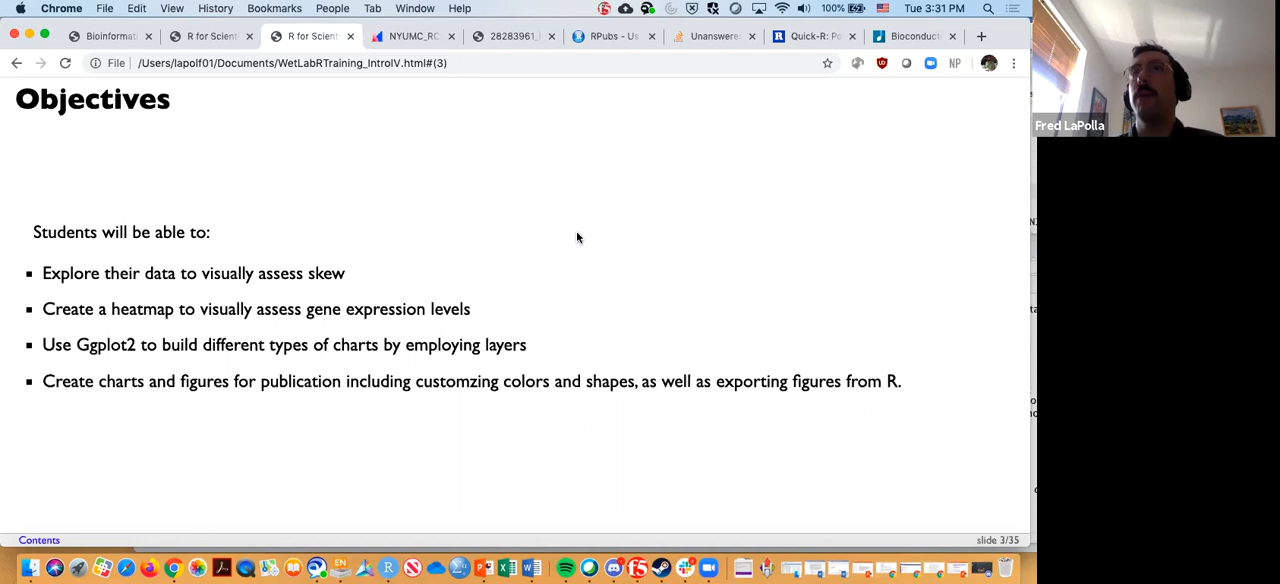 Chrome File Edit View History Bookmarks People Tab Window Help 100% Tue 3:31 PM
Bioinformat R for Scient R for Scient NYUMC_RC 28283961_ RPubs - Us Unanswere Quick-R: Po Bioconduct
File /Users/lapolf01/Documents/WetLabRTraining_IntroIV.html#(3) NP
Objectives
Fred LaPolla
Students will be able to:
Explore their data to visually assess skew
Create a heatmap to visually assess gene expression levels
Use Ggplot2 to build different types of charts by employing layers
Create charts and figures for publication including customzing colors and shapes, as well as exporting figures from R.
Contents slide 3/35